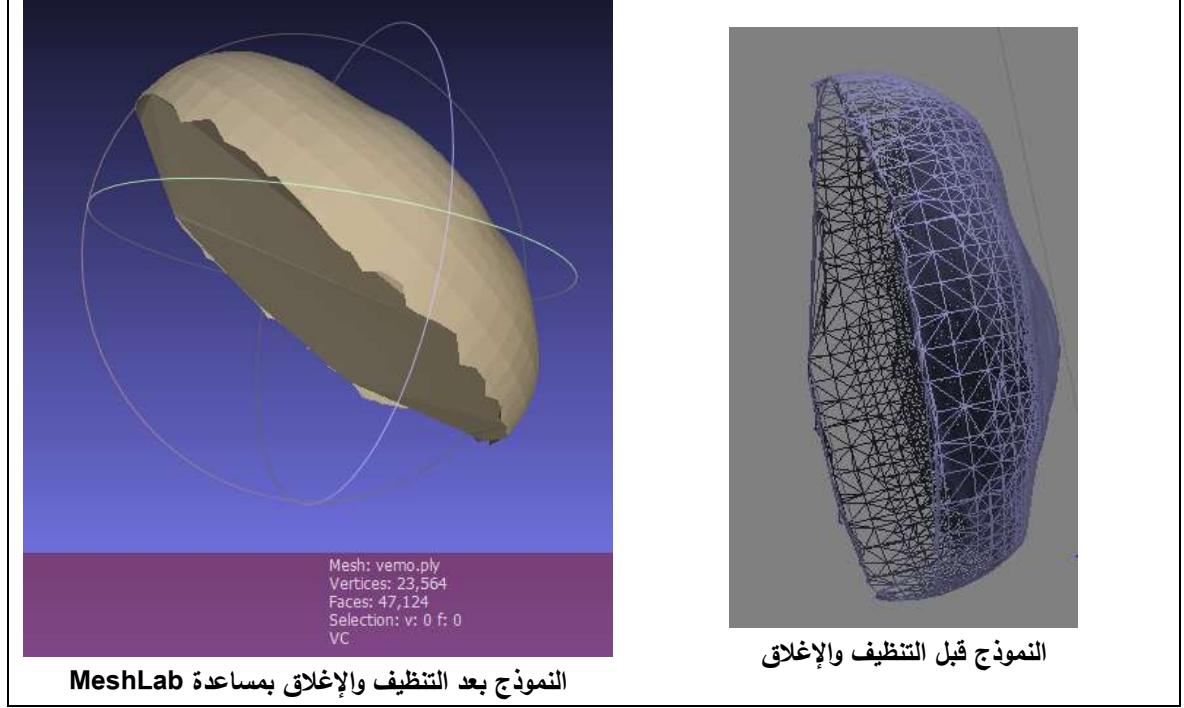 Mesh: vemo.ply
Vertices: 23,564
Faces: 47,124
Selection: v: 0 f: 0
VC
النموذج قبل التنظيف والإغلاق
النموذج بعد التنظيف والإغلاق بمساعدة MeshLab